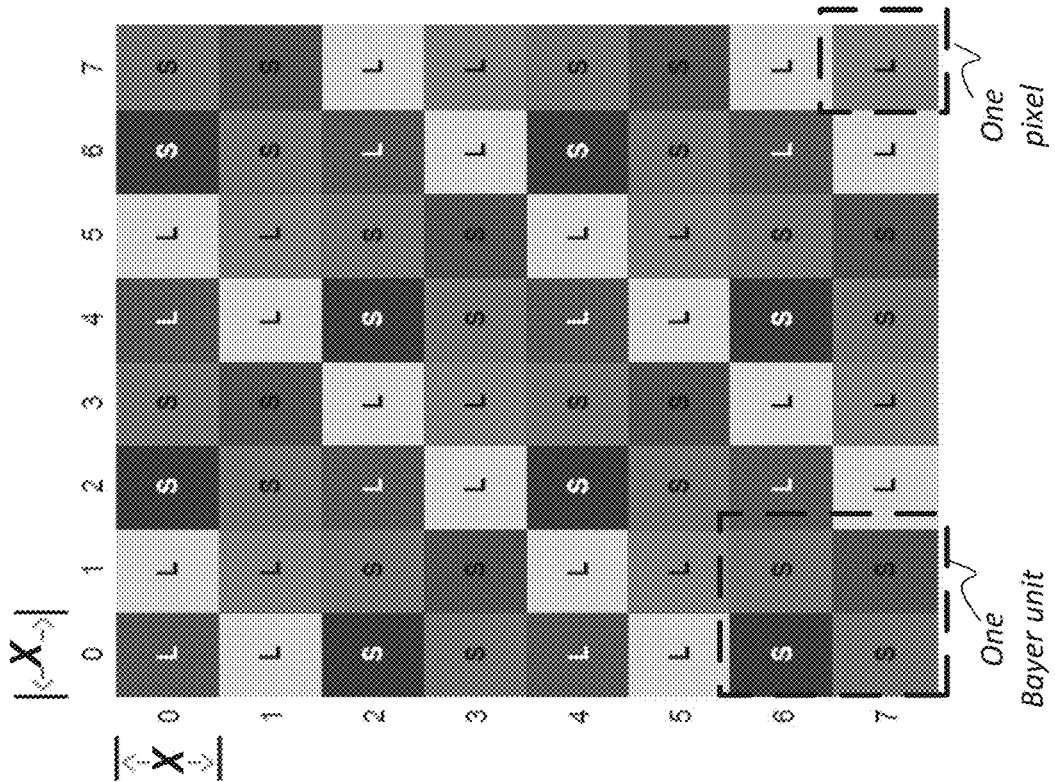 X
0 1 2 3 4 5 6 7
X
0 L L S S L L S S
1 L L S S L L S S
2 S S L L S S L L
3 S S L L S S L L
4 L L S S L L S S
5 L L S S L L S S
6 S S L L S S L L
7 S S L L S S L L
One
Bayer unit
One
pixel